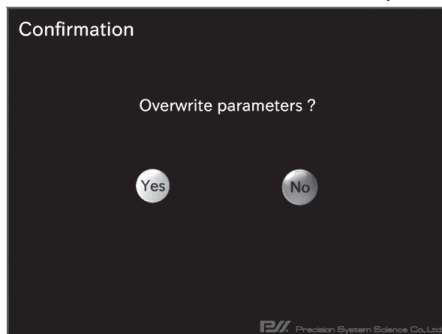 Confirmation
Overwrite parameters ?
Yes
No
Precision System Science Co., Ltd.